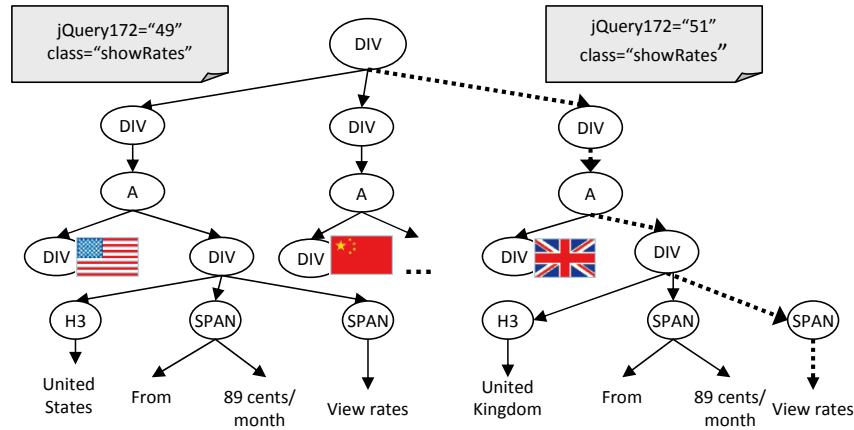 jQuery172=“49”
class=“showRates”
DIV
jQuery172=“51”
class=“showRates”
DIV
DIV
DIV
A
A
A
DIV
DIV
DIV
...
DIV
DIV
H3
SPAN
SPAN
H3
SPAN
SPAN
United
States
From
89 cents/
month
View rates
United
Kingdom
From
89 cents/
month
View rates